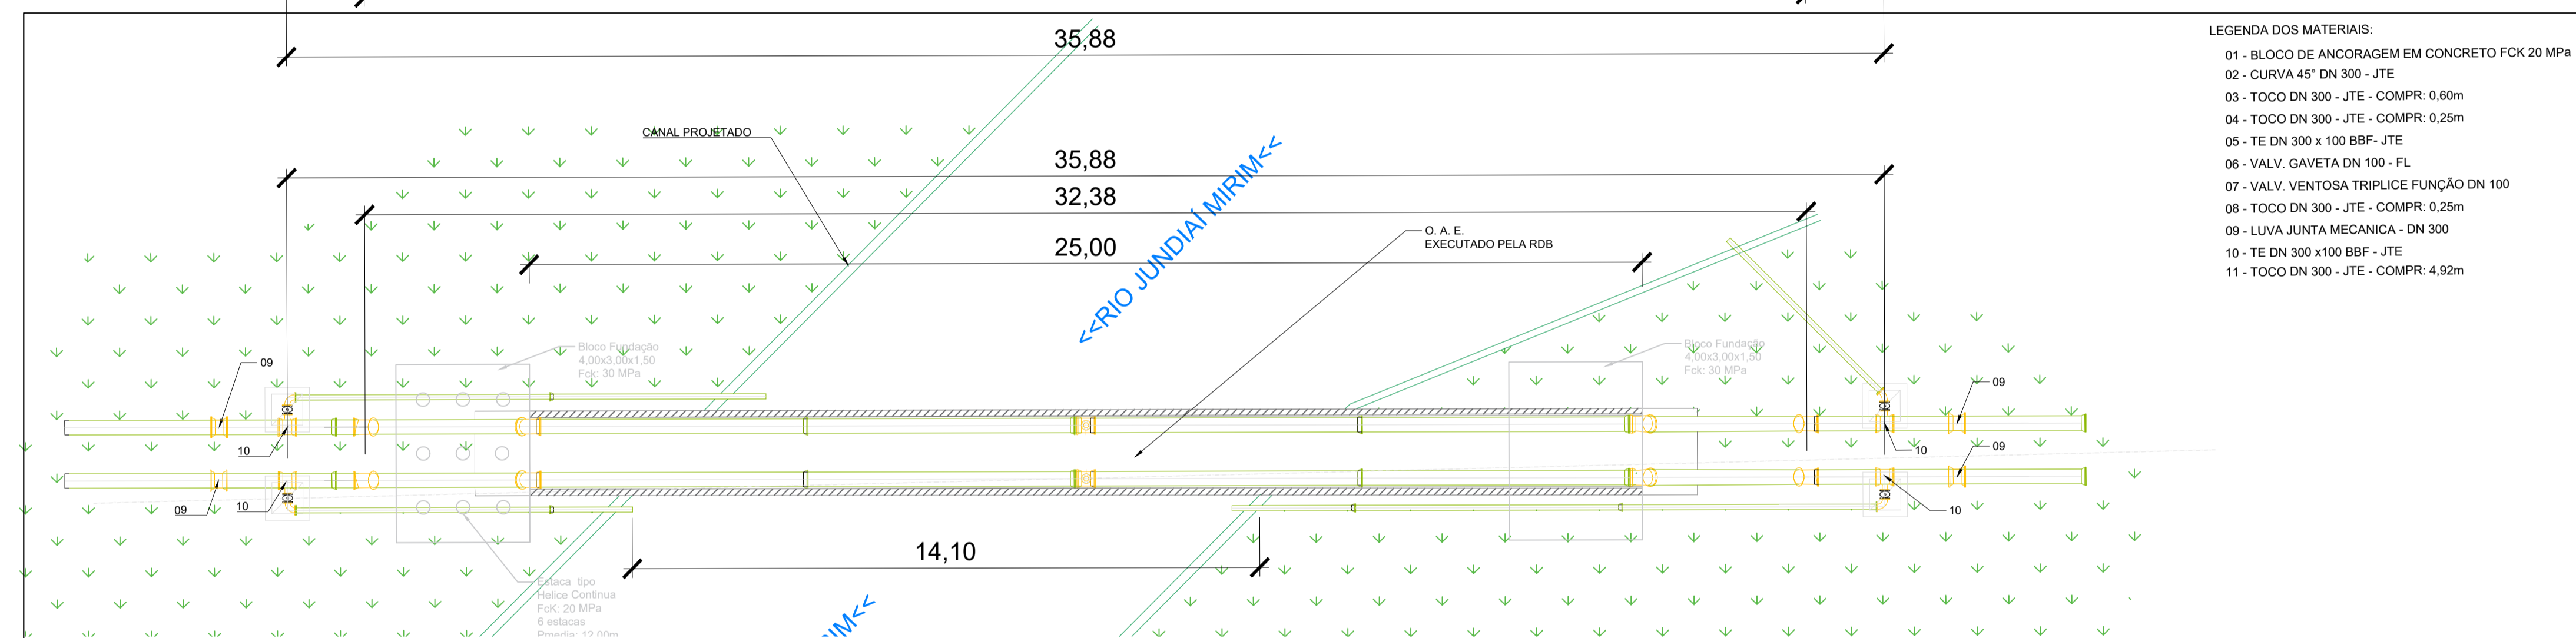 35,88
LEGENDA DOS MATERIAIS:
01 - BLOCO DE ANCORAGEM EM CONCRETO FCK 20 MPa
02 - CURVA 45° DN 300 - JTE
03 - TOCO DN 300 - JTE - COMPR: 0,60m
04 - TOCO DN 300 - JTE - COMPR: 0,25m
05 - TE DN 300 x 100 BBF- JTE
06 - VALV. GAVETA DN 100 - FL
07 - VALV. VENTOSA TRIPLICE FUNÇÃO DN 100
08 - TOCO DN 300 - JTE - COMPR: 0,25m
09 - LUVA JUNTA MECANICA - DN 300
10 - TE DN 300 x100 BBF - JTE
11 - TOCO DN 300 - JTE - COMPR: 4,92m
CANAL PROJETADO
35,88
32,38
25,00
<<RIO JUNDIAÍ MIRIM<<
O. A. E.
EXECUTADO PELA RDB
Bloco Fundação
4,00x3,00x1,50
Fck: 30 MPa
Bloco Fundação
4,00x3,00x1,50
Fck: 30 MPa
09
09
10
10
09
09
10
10
14,10
Estaca tipo
Helice Continua
FcK: 20 MPa
6 estacas
Pmedia: 12,00m
IM<<